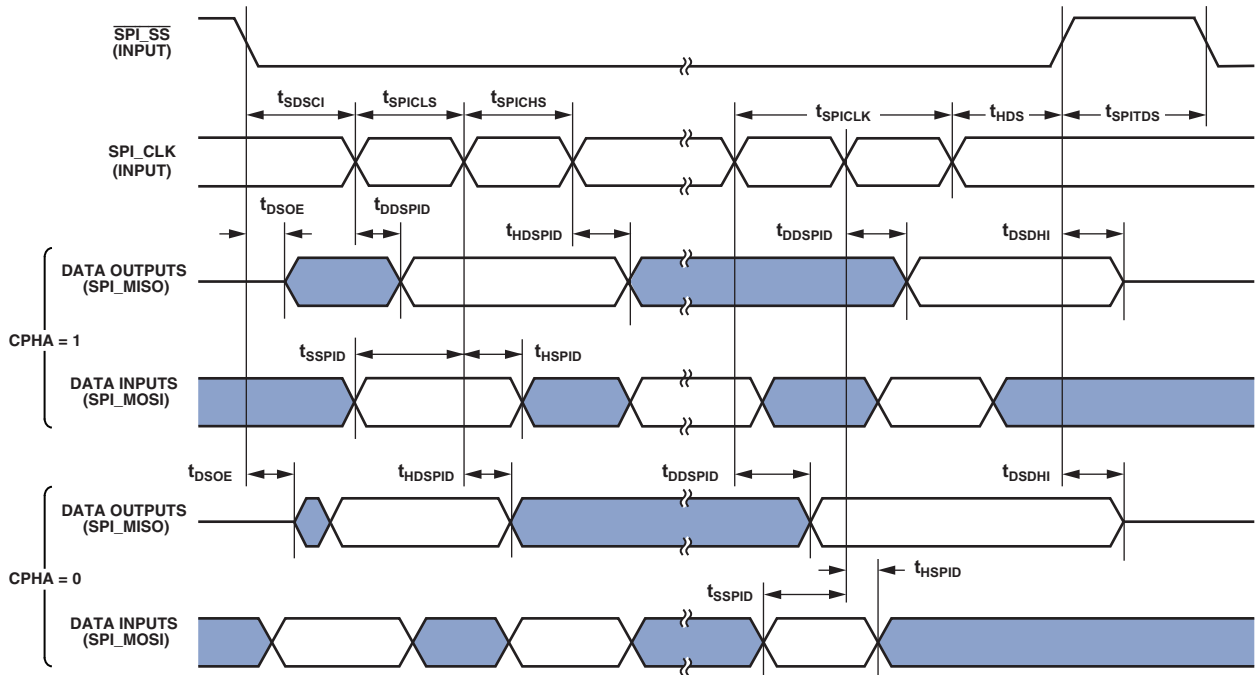 SPI_SS
(INPUT)
tSDSCI
tSPICLS
tSPICHS
tSPICLK
tHDS
tSPITDS
SPI_CLK
(INPUT)
tDSOE
tDDSPID
tHDSPID
tDDSPID
tDSDHI
DATA OUTPUTS
(SPI_MISO)
CPHA = 1
tSSPID
tHSPID
DATA INPUTS
(SPI_MOSI)
tDSOE
tHDSPID
tDDSPID
tDSDHI
DATA OUTPUTS
(SPI_MISO)
CPHA = 0
tHSPID
tSSPID
DATA INPUTS
(SPI_MOSI)